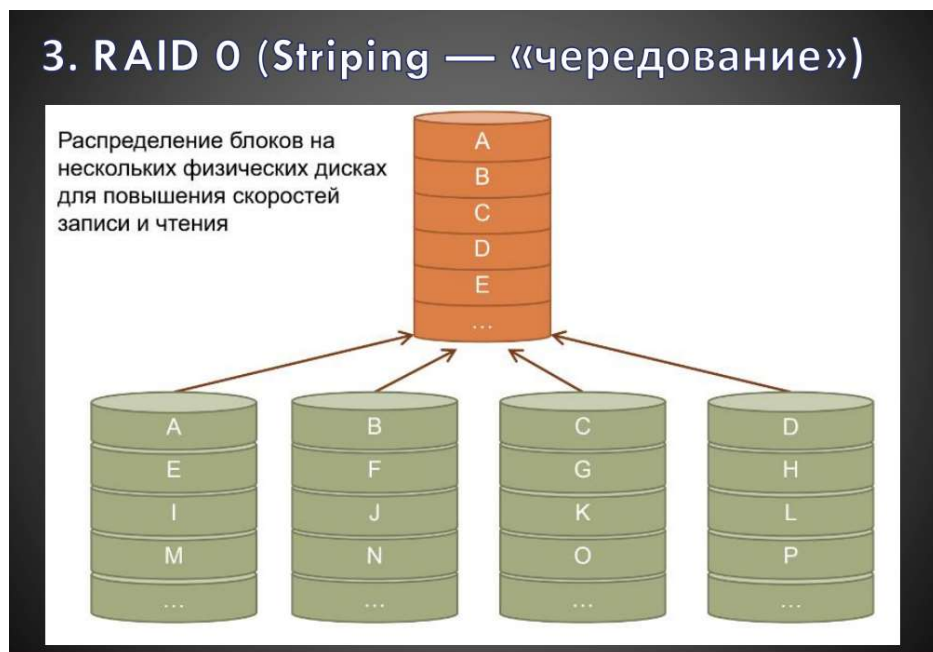 3. RAID 0 (Striping — «чередование»)
Распределение блоков на
нескольких физических дисках
для повышения скоростей
записи и чтения
A
B
C
D
E
...
A
E
I
M
...
B
F
J
N
...
C
G
K
O
...
D
H
L
P
...